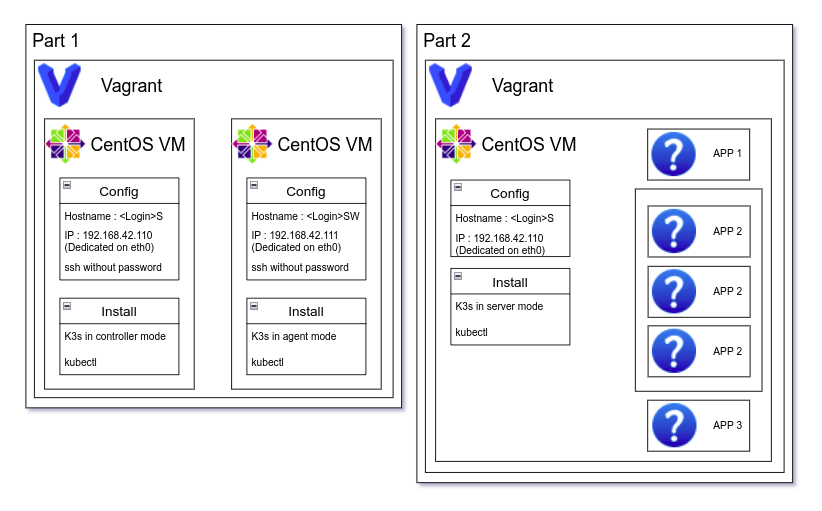 Part 1
Vagrant
CentOS VM
Config
Hostname : <Login>S
IP : 192.168.42.110
(Dedicated on eth0)
ssh without password
Install
K3s in controller mode
kubectl
CentOS VM
Config
Hostname : <Login>SW
IP : 192.168.42.111
(Dedicated on eth0)
ssh without password
Install
K3s in agent mode
kubectl
Part 2
Vagrant
CentOS VM
Config
Hostname : <Login>S
IP : 192.168.42.110
(Dedicated on eth0)
Install
K3s in server mode
kubectl
? APP 1
? APP 2
? APP 2
? APP 2
? APP 3